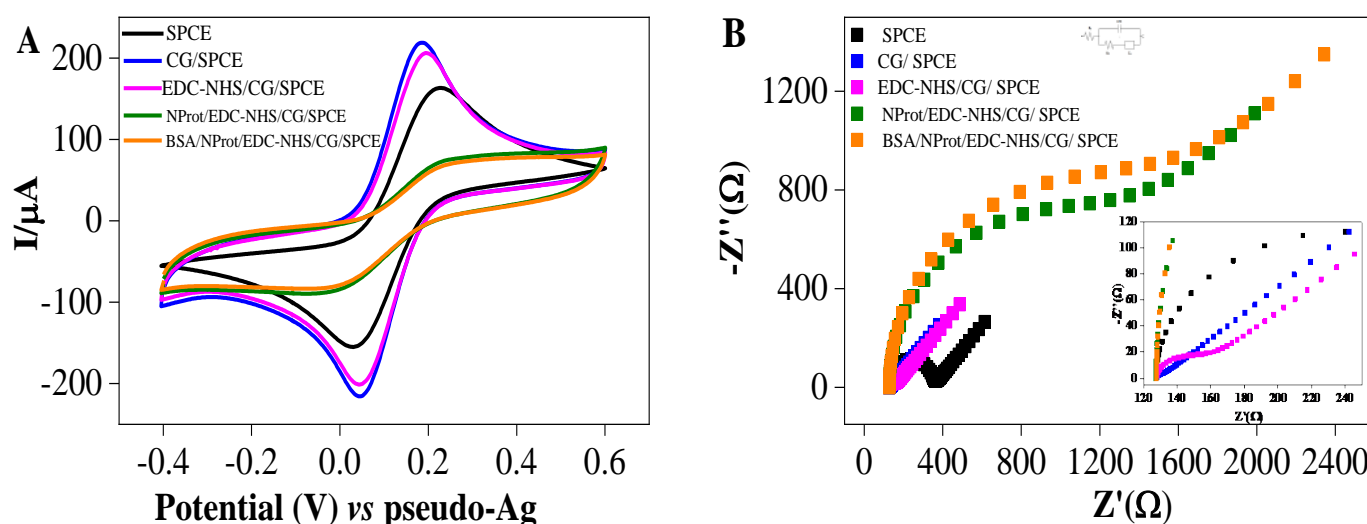 A
200
100
0
-100
-200
I/µA
SPCE
CG/SPCE
EDC-NHS/CG/SPCE
NProt/EDC-NHS/CG/SPCE
BSA/NProt/EDC-NHS/CG/SPCE
-0.4 -0.2 0.0 0.2 0.4 0.6
Potential (V) vs pseudo-Ag
B
1200
800
400
0
-Z''(Ω)
SPCE
CG/ SPCE
EDC-NHS/CG/ SPCE
NProt/EDC-NHS/CG/ SPCE
BSA/NProt/EDC-NHS/CG/ SPCE
120
100
80
60
40
20
0
-Z''(Ω)
120 140 160 180 200 220 240
Z'(Ω)
0 400 800 1200 1600 2000 2400
Z'(Ω)